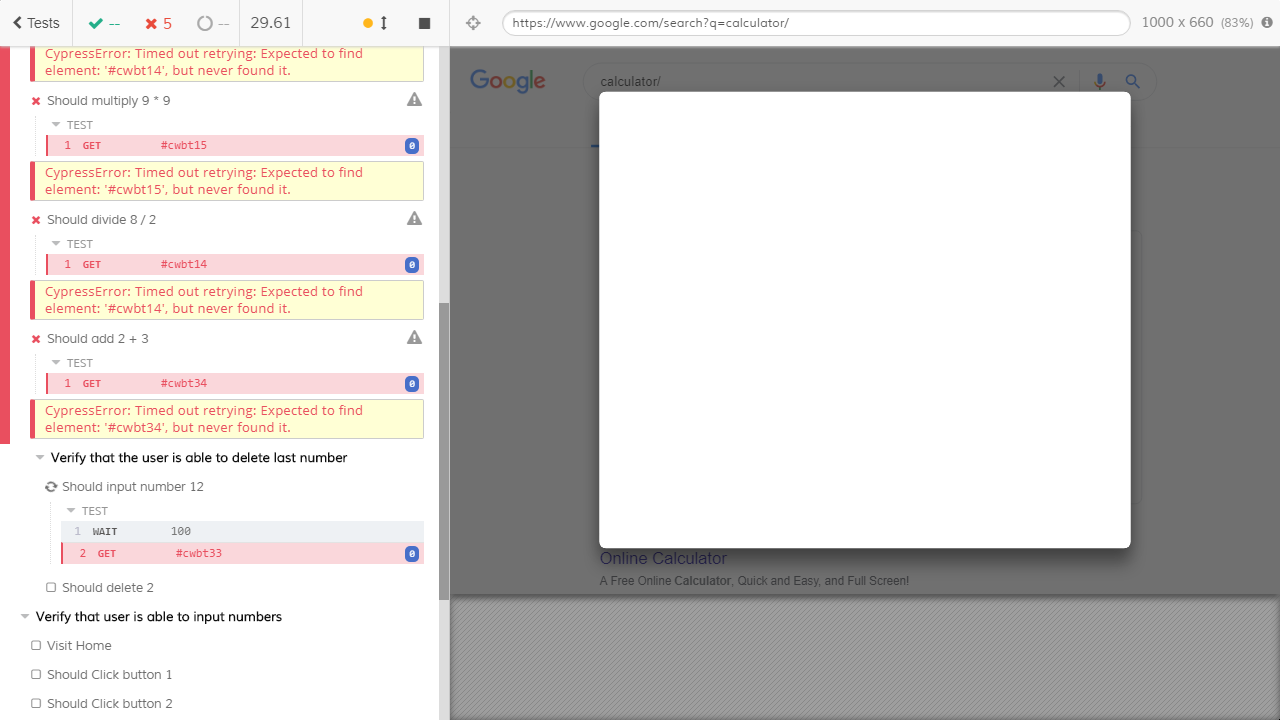 Tests
--
5
--
29.61
https://www.google.com/search?q=calculator/
1000 x 660 (83%)
CypressError: Timed out retrying: Expected to find
element: '#cwbt14', but never found it.
Should multiply 9 * 9
TEST
1 GET #cwbt15 0
CypressError: Timed out retrying: Expected to find
element: '#cwbt15', but never found it.
Should divide 8 / 2
TEST
1 GET #cwbt14 0
CypressError: Timed out retrying: Expected to find
element: '#cwbt14', but never found it.
Should add 2 + 3
TEST
1 GET #cwbt34 0
CypressError: Timed out retrying: Expected to find
element: '#cwbt34', but never found it.
Verify that the user is able to delete last number
Should input number 12
TEST
1 WAIT 100
2 GET #cwbt33 0
Should delete 2
Verify that user is able to input numbers
Visit Home
Should Click button 1
Should Click button 2
Google
calculator/
Online Calculator
A Free Online Calculator, Quick and Easy, and Full Screen!